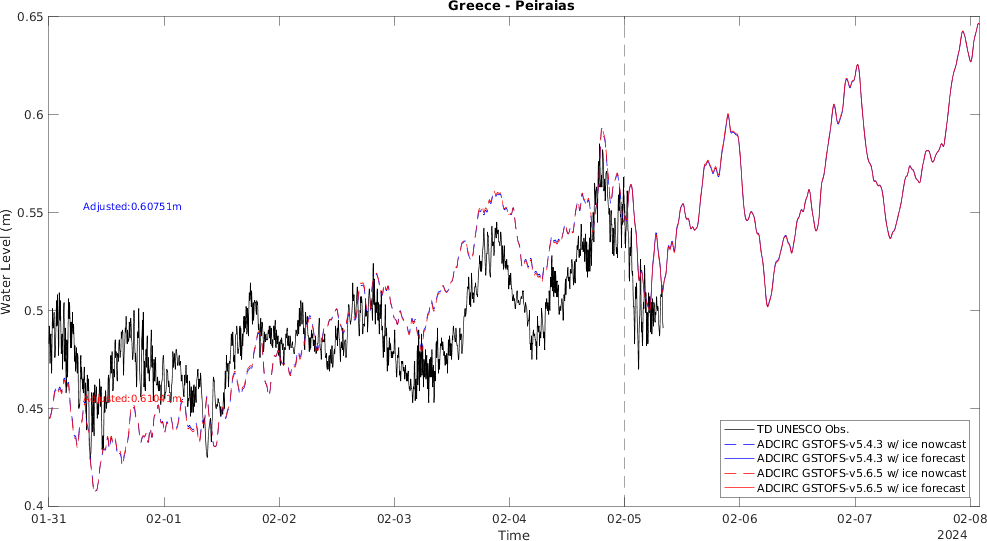 Greece - Peiraias
Water Level (m)
0.65
0.6
0.55
0.5
0.45
0.4
Adjusted:0.60751m
TD UNESCO Obs.
ADCIRC GSTOFS-v5.4.3 w/ ice nowcast
ADCIRC GSTOFS-v5.4.3 w/ ice forecast
ADCIRC GSTOFS-v5.6.5 w/ ice nowcast
ADCIRC GSTOFS-v5.6.5 w/ ice forecast
01-31
02-01
02-02
02-03
02-04
02-05
02-06
02-07
02-08
Time
2024